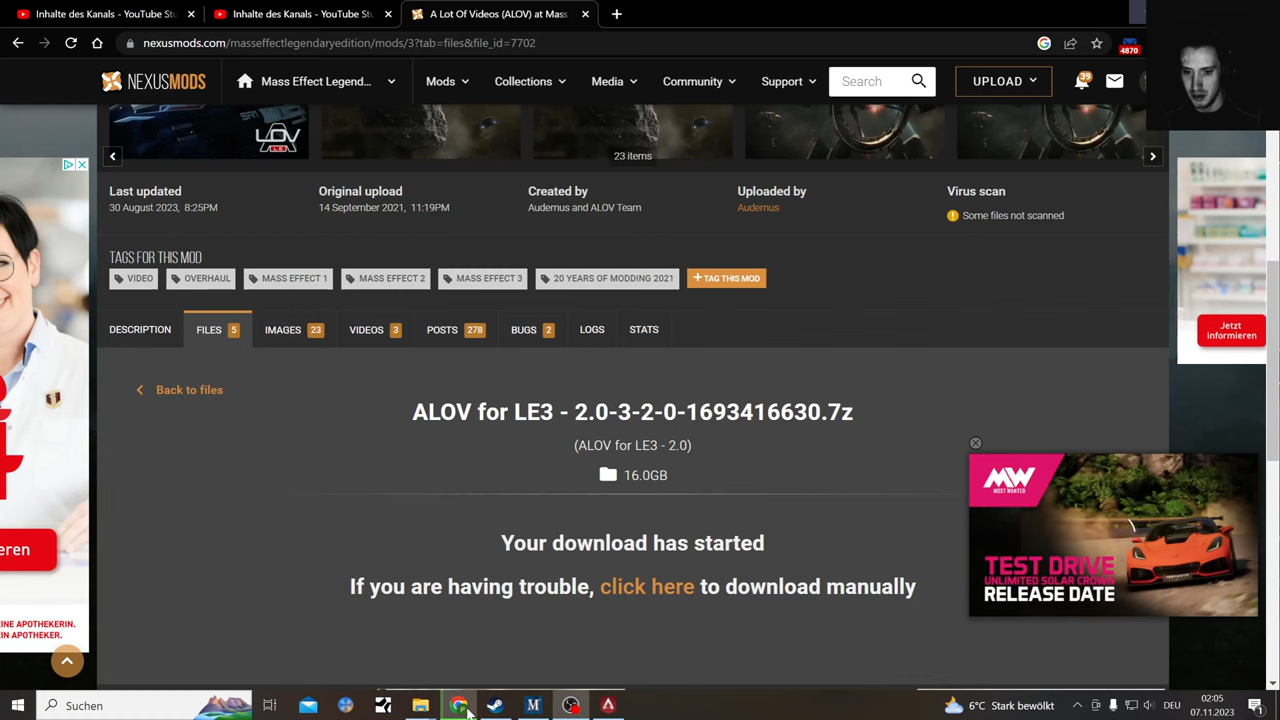 Inhalte des Kanals - YouTube Stu
Inhalte des Kanals - YouTube Stu
A Lot Of Videos (ALOV) at Mass
nexusmods.com/masseffectlegendaryedition/mods/3?tab=files&file_id=7702
4870
NEXUSMODS
Mass Effect Legend...
Mods
Collections
Media
Community
Support
Search
UPLOAD
39
SR1
LOV
LE
23 items
Last updated
30 August 2023, 8:25PM
Original upload
14 September 2021, 11:19PM
Created by
Audemus and ALOV Team
Uploaded by
Audemus
Virus scan
Some files not scanned
TAGS FOR THIS MOD
VIDEO
OVERHAUL
MASS EFFECT 1
MASS EFFECT 2
MASS EFFECT 3
20 YEARS OF MODDING 2021
+ TAG THIS MOD
DESCRIPTION
FILES 5
IMAGES 23
VIDEOS 3
POSTS 278
BUGS 2
LOGS
STATS
Jetzt
informieren
Back to files
ALOV for LE3 - 2.0-3-2-0-1693416630.7z
(ALOV for LE3 - 2.0)
16.0GB
MW
MOST WANTED
TEST DRIVE
UNLIMITED SOLAR CROWN
RELEASE DATE
eren
Your download has started
If you are having trouble, click here to download manually
INE APOTHEKERIN.
IN APOTHEKER.
Suchen
M
6°C Stark bewölkt
DEU
02:05
07.11.2023
1